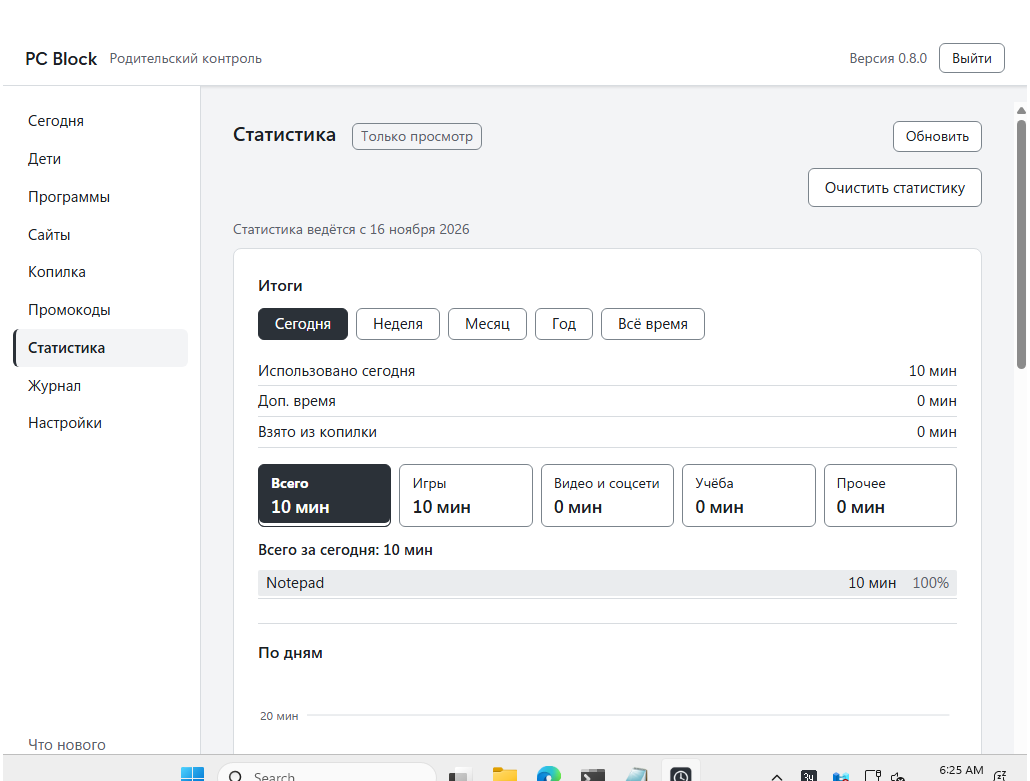 PC Block Родительский контроль Версия 0.8.0 Выйти
Сегодня
Дети
Программы
Сайты
Копилка
Промокоды
Статистика
Журнал
Настройки
Что нового
Статистика Только просмотр Обновить
Очистить статистику
Статистика ведётся с 16 ноября 2026
Итоги
Сегодня Неделя Месяц Год Всё время
Использовано сегодня 10 мин
Доп. время 0 мин
Взято из копилки 0 мин
Всего Игры Видео и соцсети Учёба Прочее
10 мин 10 мин 0 мин 0 мин 0 мин
Всего за сегодня: 10 мин
Notepad 10 мин 100%
По дням
20 мин
Search 6:25 AM